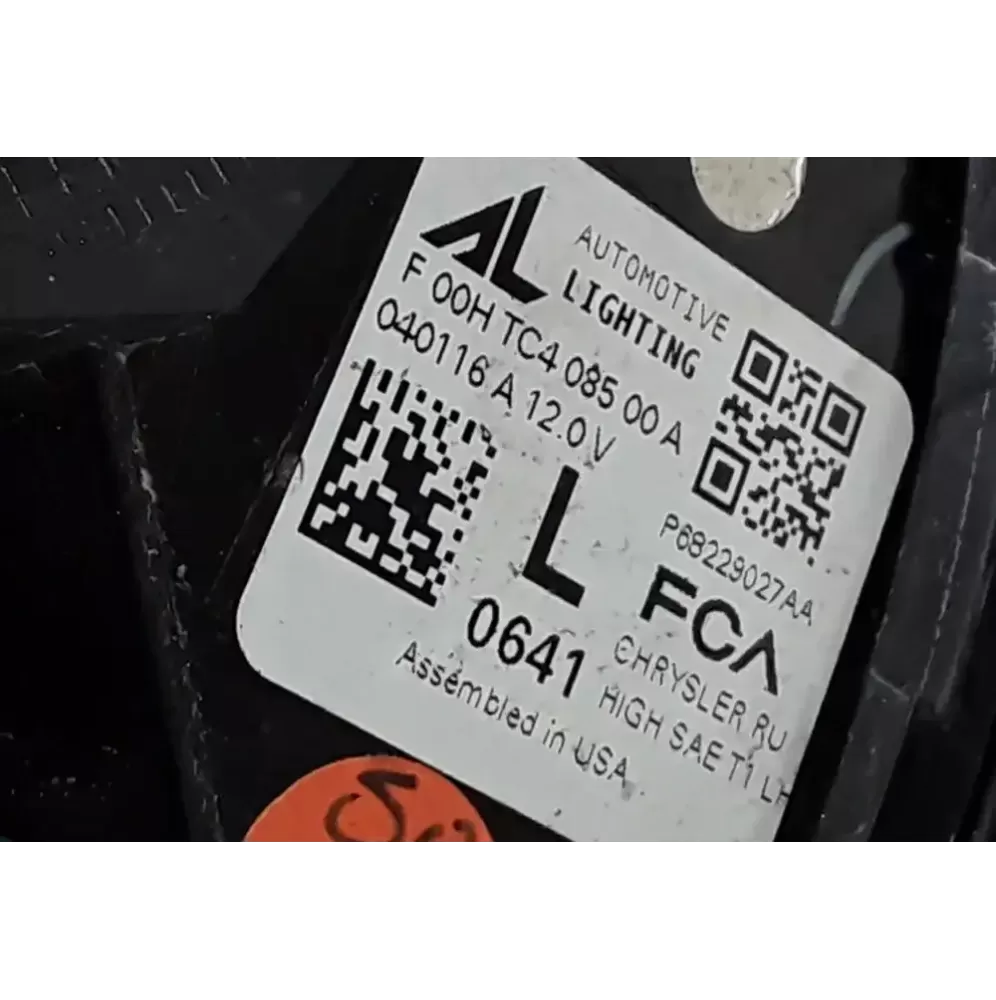 AL
AUTOMOTIVE
LIGHTING
F 00H TC4 085 00 A
040116 A 12.0 V
L
0641
Assembled in USA
P68229027AA
FCA
CHRYSLER RU
HIGH SAE T1 LH